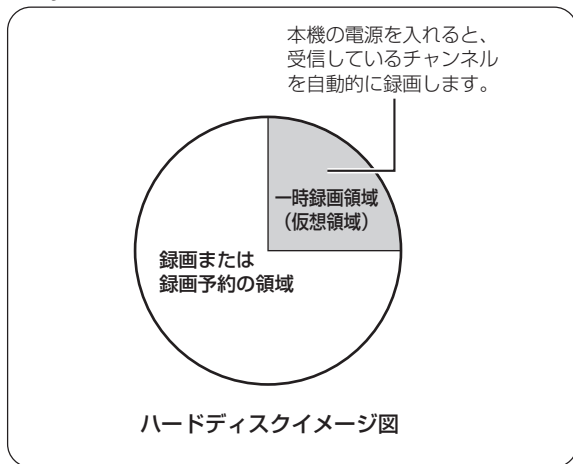 本機の電源を入れると、
受信しているチャンネル
を自動的に録画します。
一時録画領域
（仮想領域）
録画または
録画予約の領域
ハードディスクイメージ図